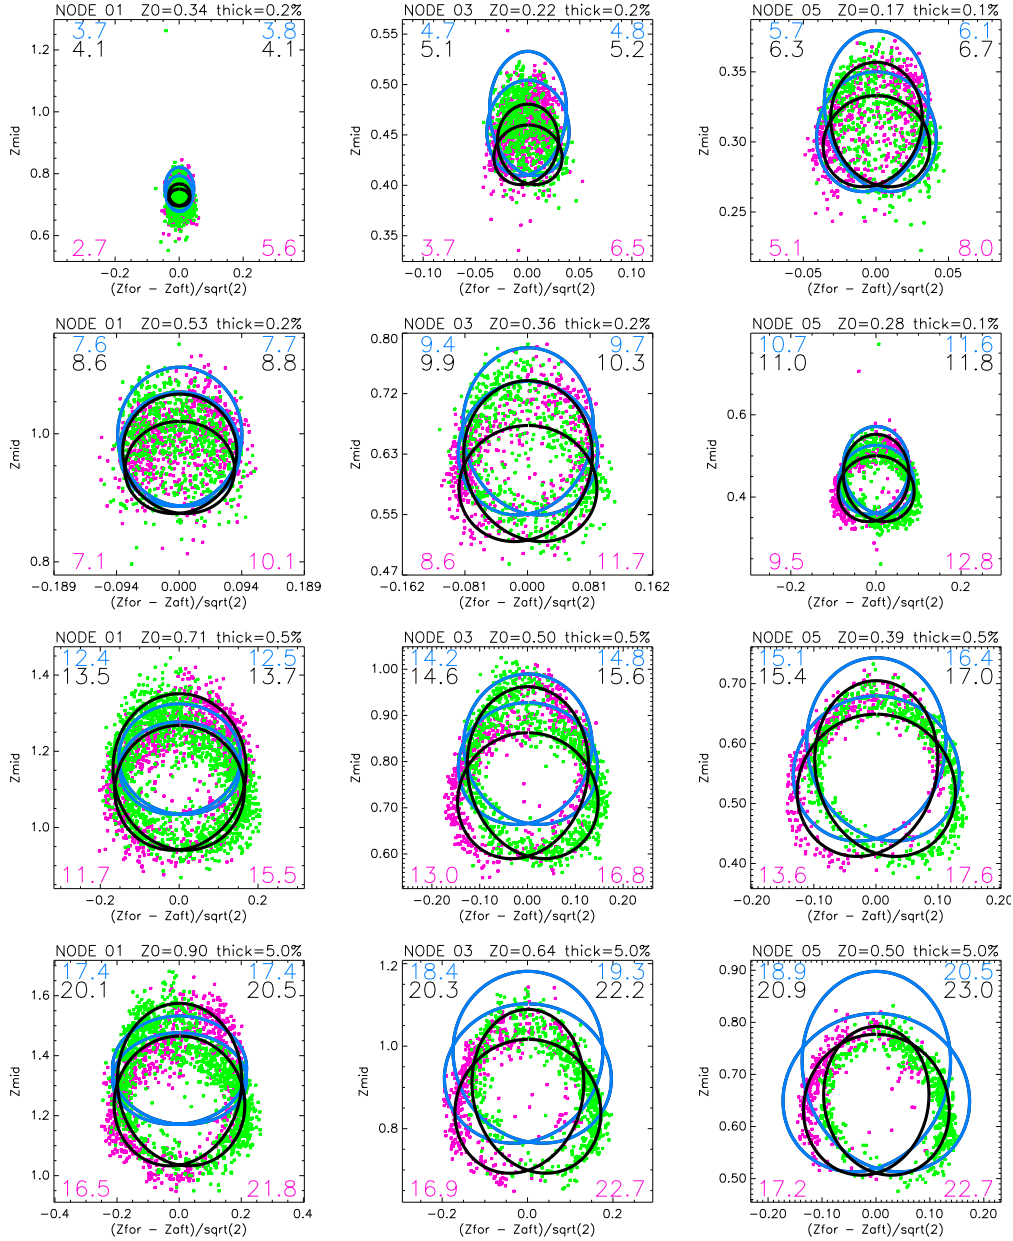 NODE 01 Z0=0.34 thick=0.2%
3.7 3.8
4.1 4.1
1.2
1.0
0.8
0.6
Zmid
2.7 5.6
−0.2 0.0 0.2
(Zfor − Zaft)/sqrt(2)
NODE 03 Z0=0.22 thick=0.2%
4.7 4.8
5.1 5.2
0.55
0.50
0.45
0.40
0.35
Zmid
3.7 6.5
−0.10 −0.05 0.00 0.05 0.10
(Zfor − Zaft)/sqrt(2)
NODE 05 Z0=0.17 thick=0.1%
5.7 6.1
6.3 6.7
0.35
0.30
0.25
Zmid
5.1 8.0
−0.05 0.00 0.05
(Zfor − Zaft)/sqrt(2)
NODE 01 Z0=0.53 thick=0.2%
7.6 7.7
8.6 8.8
1.0
0.8
Zmid
7.1 10.1
−0.189 −0.094 0.000 0.094 0.189
(Zfor − Zaft)/sqrt(2)
NODE 03 Z0=0.36 thick=0.2%
9.4 9.7
9.9 10.3
0.80
0.72
0.63
0.55
0.47
Zmid
8.6 11.7
−0.162 −0.081 0.000 0.081 0.162
(Zfor − Zaft)/sqrt(2)
NODE 05 Z0=0.28 thick=0.1%
10.7 11.6
11.0 11.8
0.6
0.4
Zmid
9.5 12.8
−0.2 0.0 0.2
(Zfor − Zaft)/sqrt(2)
NODE 01 Z0=0.71 thick=0.5%
12.4 12.5
13.5 13.7
1.4
1.2
1.0
Zmid
11.7 15.5
−0.2 0.0 0.2
(Zfor − Zaft)/sqrt(2)
NODE 03 Z0=0.50 thick=0.5%
14.2 14.8
14.6 15.6
1.00
0.90
0.80
0.70
0.60
Zmid
13.0 16.8
−0.20 −0.10 0.00 0.10 0.20
(Zfor − Zaft)/sqrt(2)
NODE 05 Z0=0.39 thick=0.5%
15.1 16.4
15.4 17.0
0.70
0.60
0.50
0.40
Zmid
13.6 17.6
−0.20 −0.10 0.00 0.10 0.20
(Zfor − Zaft)/sqrt(2)
NODE 01 Z0=0.90 thick=5.0%
17.4 17.4
20.1 20.5
1.6
1.4
1.2
1.0
Zmid
16.5 21.8
−0.4 −0.2 0.0 0.2 0.4
(Zfor − Zaft)/sqrt(2)
NODE 03 Z0=0.64 thick=5.0%
18.4 19.3
20.3 22.2
1.2
1.0
0.8
Zmid
16.9 22.7
−0.2 0.0 0.2
(Zfor − Zaft)/sqrt(2)
NODE 05 Z0=0.50 thick=5.0%
18.9 20.5
20.9 23.0
0.90
0.80
0.70
0.60
0.50
Zmid
17.2 22.7
−0.20 −0.10 0.00 0.10 0.20
(Zfor − Zaft)/sqrt(2)